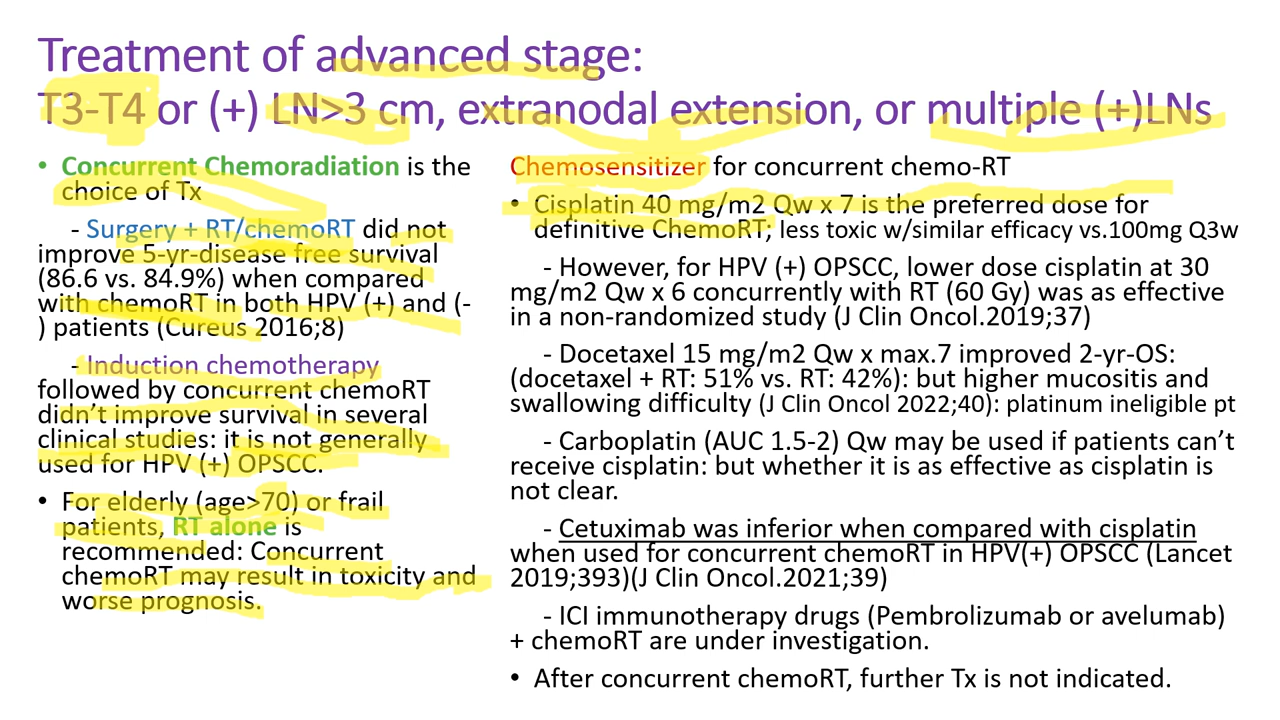 Treatment of advanced stage:
T3-T4 or (+) LN>3 cm, extranodal extension, or multiple (+)LNs
• Concurrent Chemoradiation is the
choice of Tx
- Surgery + RT/chemoRT did not
improve 5-yr-disease free survival
(86.6 vs. 84.9%) when compared
with chemoRT in both HPV (+) and (-
) patients (Cureus 2016;8)
- Induction chemotherapy
followed by concurrent chemoRT
didn’t improve survival in several
clinical studies: it is not generally
used for HPV (+) OPSCC.
• For elderly (age>70) or frail
patients, RT alone is
recommended: Concurrent
chemoRT may result in toxicity and
worse prognosis.
Chemosensitizer for concurrent chemo-RT
• Cisplatin 40 mg/m2 Qw x 7 is the preferred dose for
definitive ChemoRT; less toxic w/similar efficacy vs.100mg Q3w
- However, for HPV (+) OPSCC, lower dose cisplatin at 30
mg/m2 Qw x 6 concurrently with RT (60 Gy) was as effective
in a non-randomized study (J Clin Oncol.2019;37)
- Docetaxel 15 mg/m2 Qw x max.7 improved 2-yr-OS:
(docetaxel + RT: 51% vs. RT: 42%): but higher mucositis and
swallowing difficulty (J Clin Oncol 2022;40): platinum ineligible pt
- Carboplatin (AUC 1.5-2) Qw may be used if patients can’t
receive cisplatin: but whether it is as effective as cisplatin is
not clear.
- Cetuximab was inferior when compared with cisplatin
when used for concurrent chemoRT in HPV(+) OPSCC (Lancet
2019;393)(J Clin Oncol.2021;39)
- ICI immunotherapy drugs (Pembrolizumab or avelumab)
+ chemoRT are under investigation.
• After concurrent chemoRT, further Tx is not indicated.